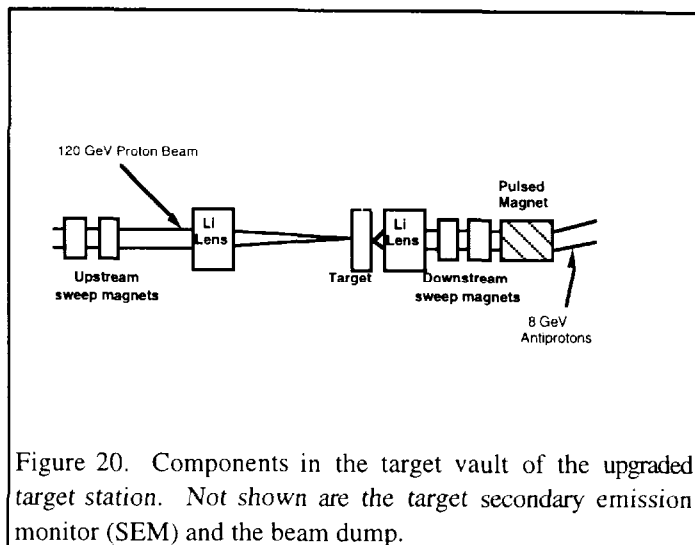 120 GeV Proton Beam
Li
Lens
Pulsed
Magnet
Li
Lens
Upstream
sweep magnets
Target
Downstream
sweep magnets
8 GeV
Antiprotons
Figure 20. Components in the target vault of the upgraded
target station. Not shown are the target secondary emission
monitor (SEM) and the beam dump.